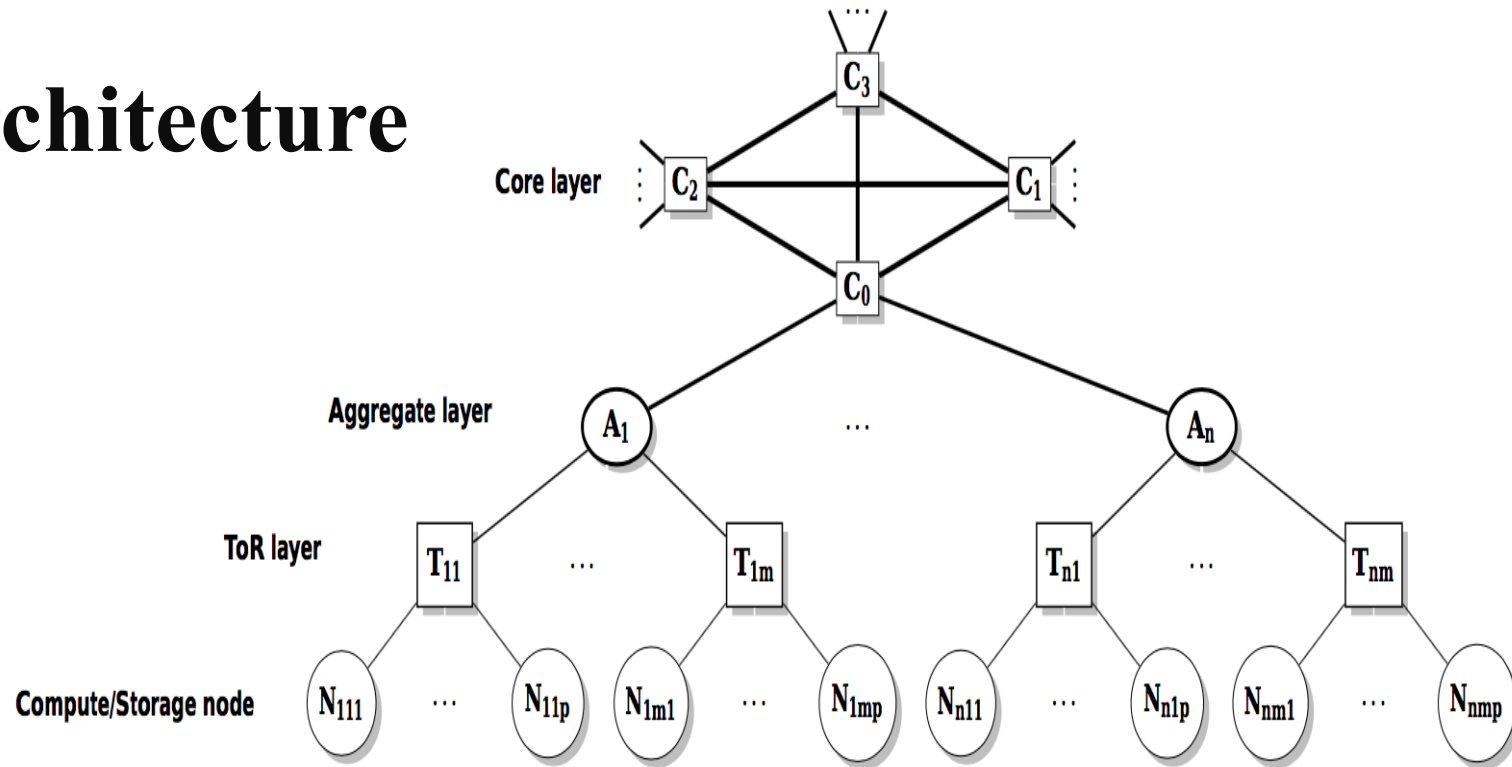 chitecture
...
C3
Core layer
C2
C1
C0
Aggregate layer
A1
...
An
ToR layer
T11
...
T1m
Tn1
...
Tnm
Compute/Storage node
N111
...
N11p
N1m1
...
N1mp
Nn11
...
Nn1p
Nnm1
...
Nnmp